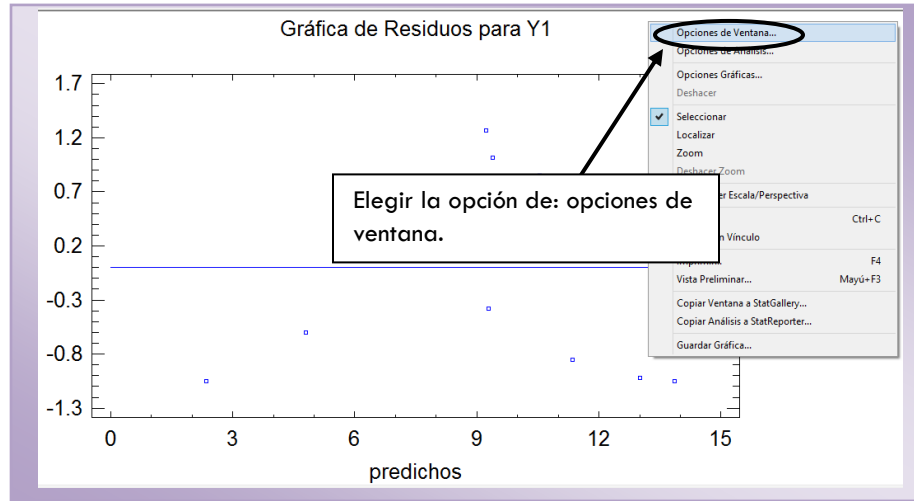 Gráfica de Residuos para Y1
1.7
1.2
0.7
0.2
-0.3
-0.8
-1.3
0 3 6 9 12 15
predichos
Elegir la opción de: opciones de
ventana.
Opciones de Ventana...
Opciones de Análisis...
Opciones Gráficas...
Deshacer
Seleccionar
Localizar
Zoom
Deshacer Zoom
Escala/Perspectiva
Ctrl+C
Vínculo
Imprimir... F4
Vista Preliminar... Mayú+F3
Copiar Ventana a StatGallery...
Copiar Análisis a StatReporter...
Guardar Gráfica...